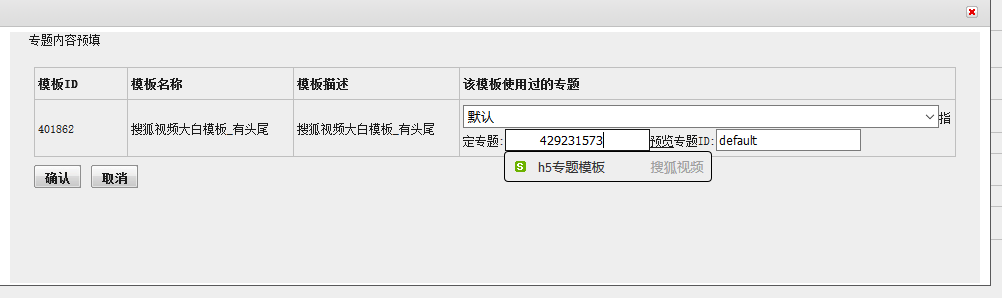 专题内容预填
模板ID 模板名称 模板描述 该模板使用过的专题
默认 指
401862 搜狐视频大白模板_有头尾 搜狐视频大白模板_有头尾
定专题: 429231573 预览专题ID: default
h5专题模板 搜狐视频
确认 取消